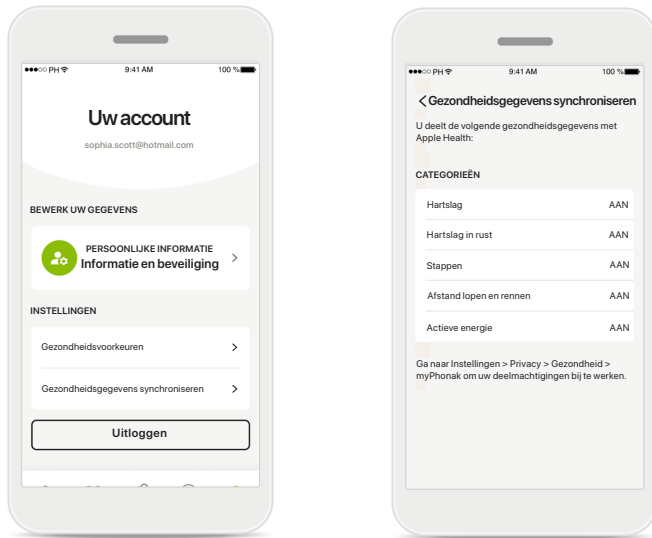 ●●●○○ PH 9:41 AM 100 %
Uw account
sophia.scott@hotmail.com
BEWERK UW GEGEVENS
PERSOONLIJKE INFORMATIE
Informatie en beveiliging
INSTELLINGEN
Gezondheidsvoorkeuren
Gezondheidsgegevens synchroniseren
Uitloggen
●●●○○ PH 9:41 AM 100 %
Gezondheidsgegevens synchroniseren
U deelt de volgende gezondheidsgegevens met
Apple Health:
CATEGORIEËN
Hartslag AAN
Hartslag in rust AAN
Stappen AAN
Afstand lopen en rennen AAN
Actieve energie AAN
Ga naar Instellingen > Privacy > Gezondheid >
myPhonak om uw deelmachtigingen bij te werken.